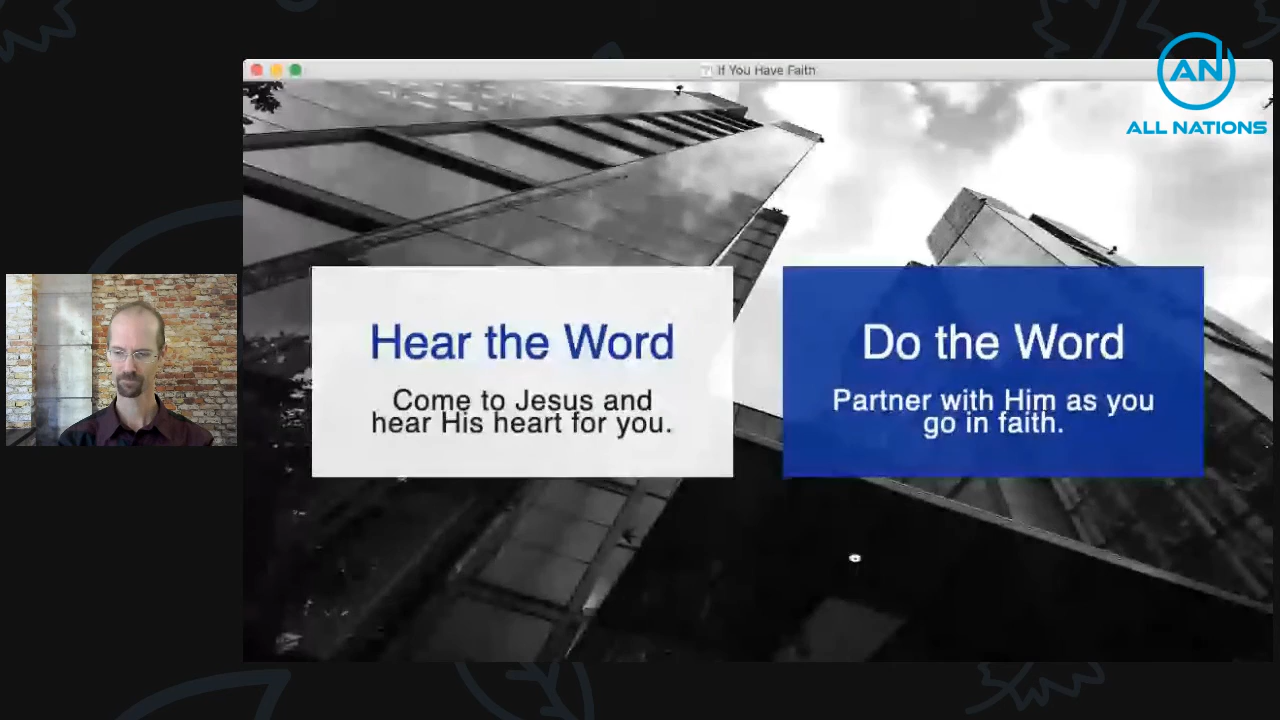 If You Have Faith
AN
ALL NATIONS
Hear the Word
Come to Jesus and
hear His heart for you.
Do the Word
Partner with Him as you
go in faith.